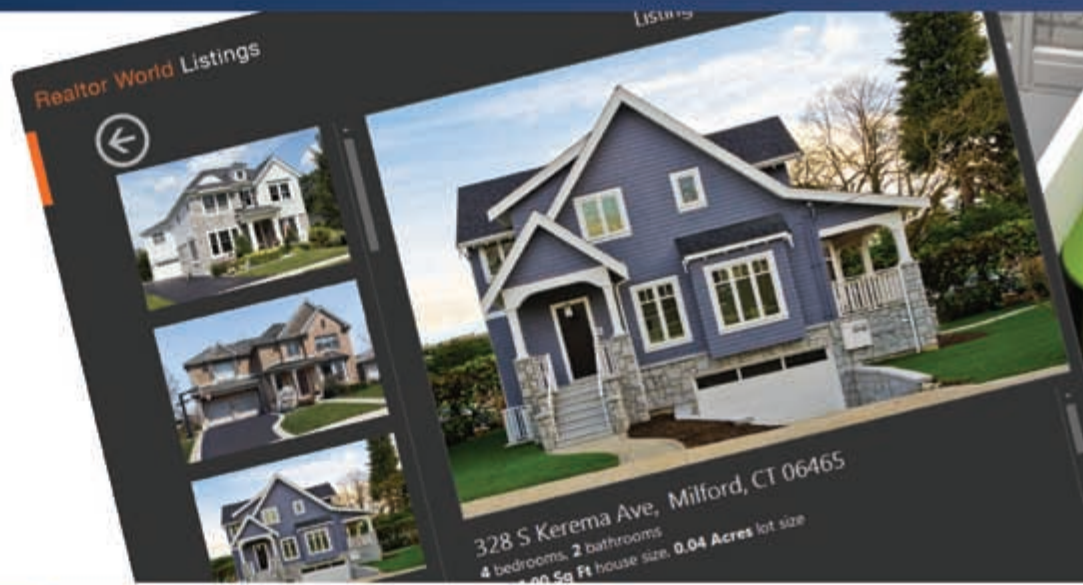 Realtor World Listings
Listing
328 S Kerema Ave, Milford, CT 06465
4 bedrooms, 2 bathrooms
Sq Ft house size, 0.04 Acres lot size